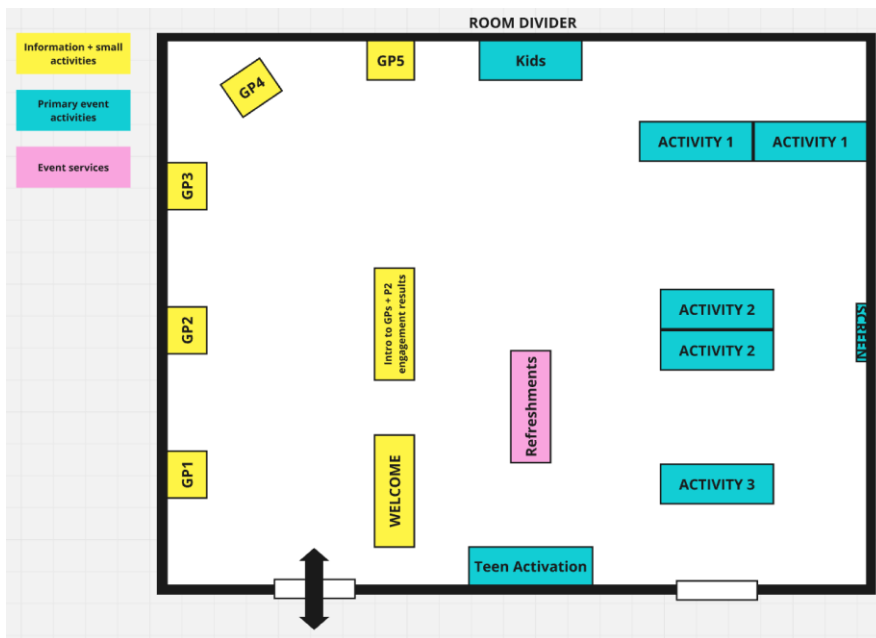 ROOM DIVIDER
Information + small
activities
Primary event
activities
Event services
GP4
GP5
Kids
ACTIVITY 1
ACTIVITY 1
GP3
GP2
Intro to GPs + P2
engagement results
ACTIVITY 2
ACTIVITY 2
SCREEN
Refreshments
GP1
WELCOME
ACTIVITY 3
Teen Activation